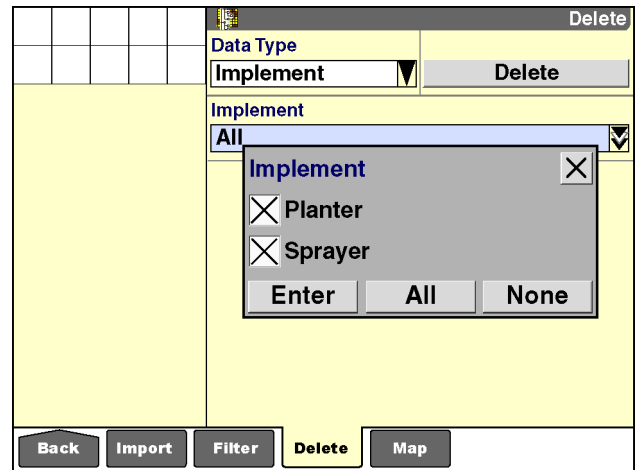 Delete
Data Type
Implement
Delete
Implement
All
Implement
Planter
Sprayer
Enter All None
Back Import Filter Delete Map